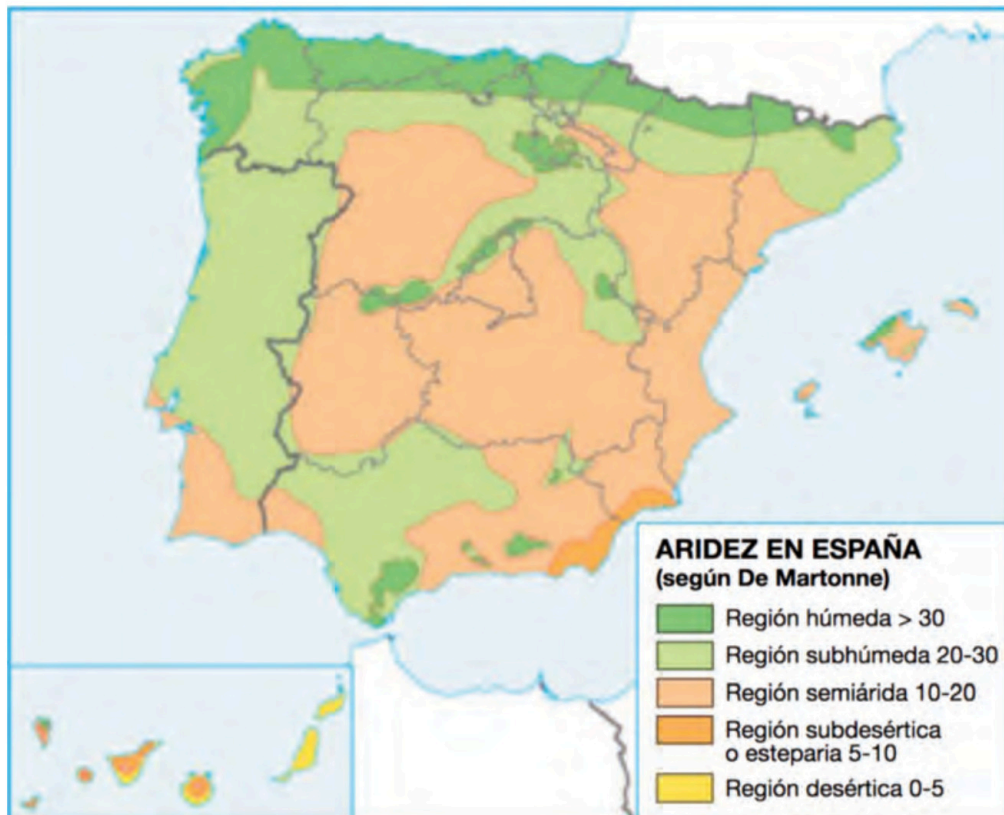 ARIDEZ EN ESPAÑA
(según De Martonne)
Región húmeda > 30
Región subhúmeda 20-30
Región semiárida 10-20
Región subdesértica
o esteparia 5-10
Región desértica 0-5